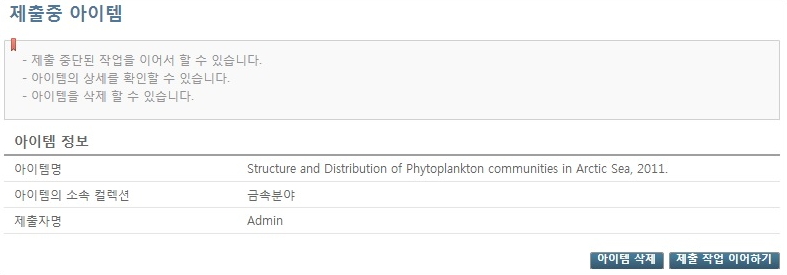 제출중 아이템
- 제출 중단된 작업을 이어서 할 수 있습니다.
- 아이템의 상세를 확인할 수 있습니다.
- 아이템을 삭제 할 수 있습니다.
아이템 정보
아이템명 Structure and Distribution of Phytoplankton communities in Arctic Sea, 2011.
아이템의 소속 컬렉션 금속분야
제출자명 Admin
아이템 삭제 제출 작업 이어하기